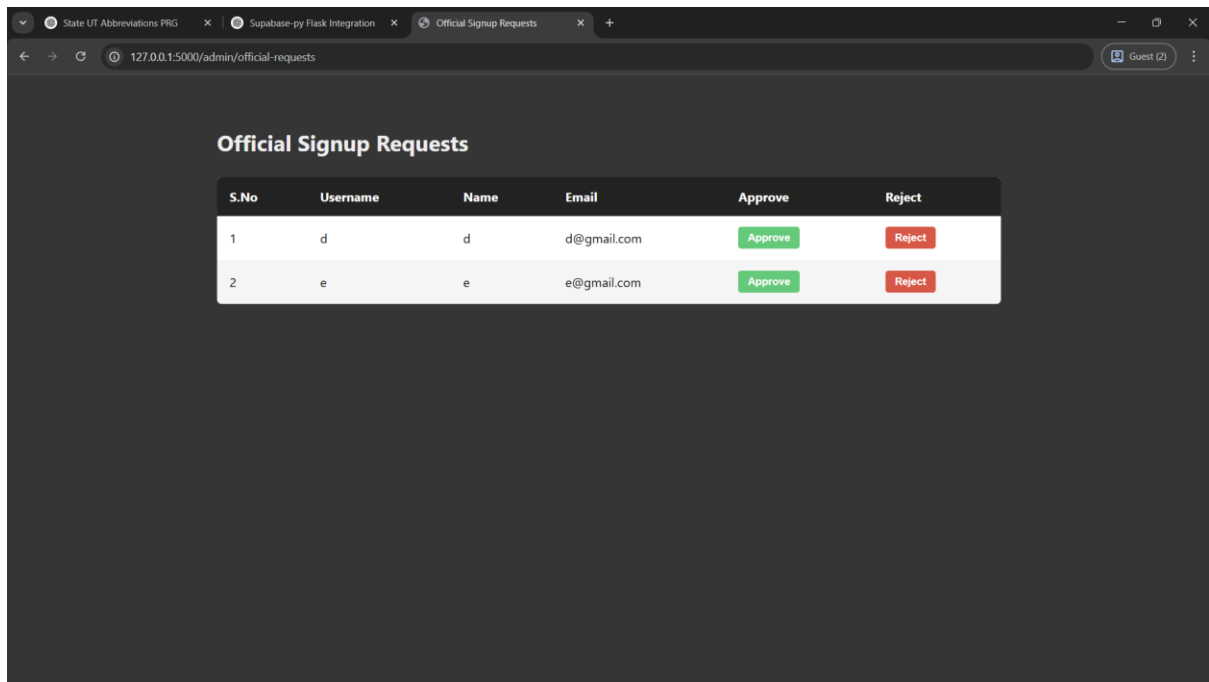 State UT Abbreviations PRG Supabase-py Flask Integration Official Signup Requests
127.0.0.1:5000/admin/official-requests Guest (2)
Official Signup Requests
S.No Username Name Email Approve Reject
1 d d d@gmail.com Approve Reject
2 e e e@gmail.com Approve Reject